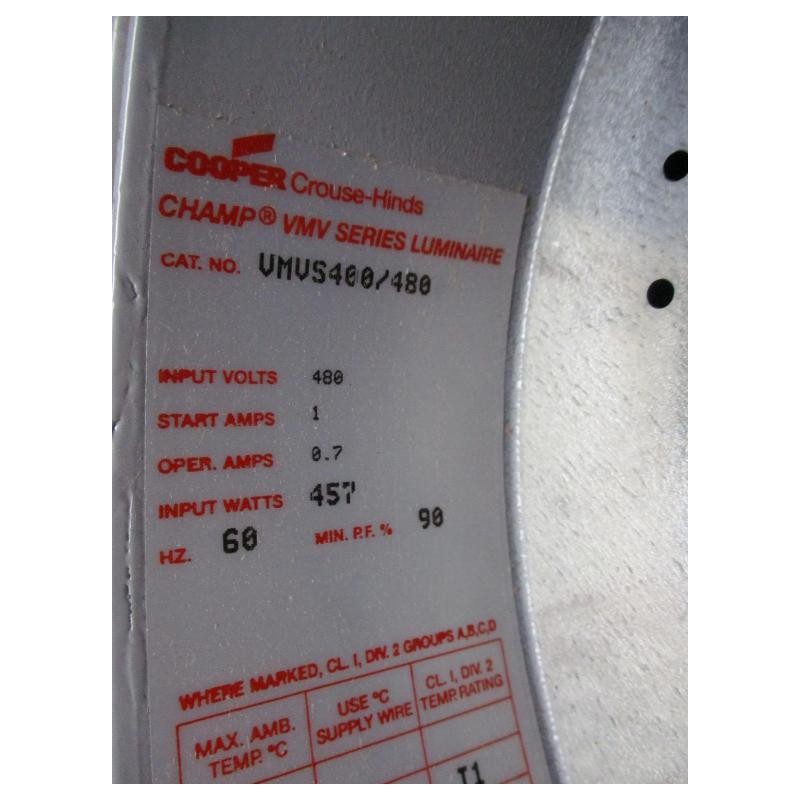 COOPER Crouse-Hinds
CHAMP® VMV SERIES LUMINAIRE
CAT. NO. VMVS400/480
INPUT VOLTS 480
START AMPS 1
OPER. AMPS 0.7
INPUT WATTS 457
HZ. 60 MIN. P.F. % 90
WHERE MARKED, CL. I, DIV. 2 GROUPS A,B,C,D
MAX. AMB. TEMP. °C
USE °C SUPPLY WIRE
CL. I, DIV. 2 TEMP. RATING
T1